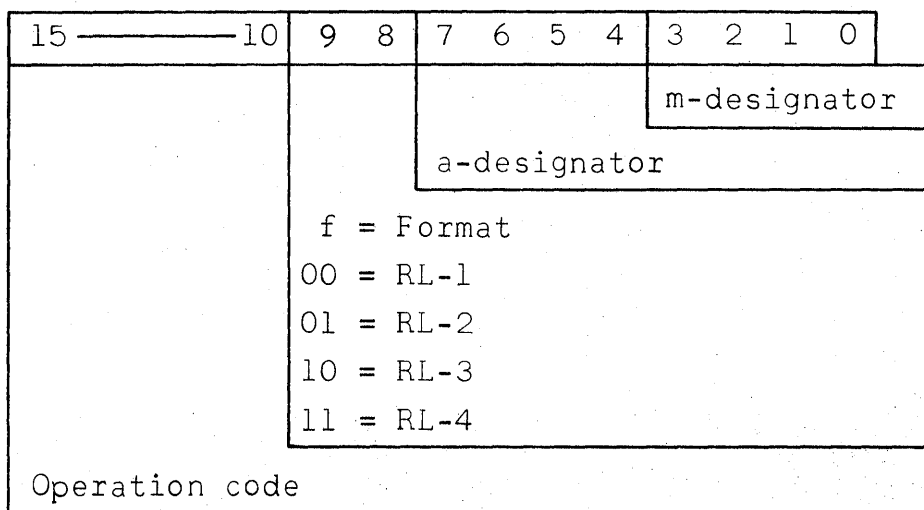 15 ——— 10 9 8 7 6 5 4 3 2 1 0
m-designator
a-designator
f = Format
00 = RL-1
01 = RL-2
10 = RL-3
11 = RL-4
Operation code